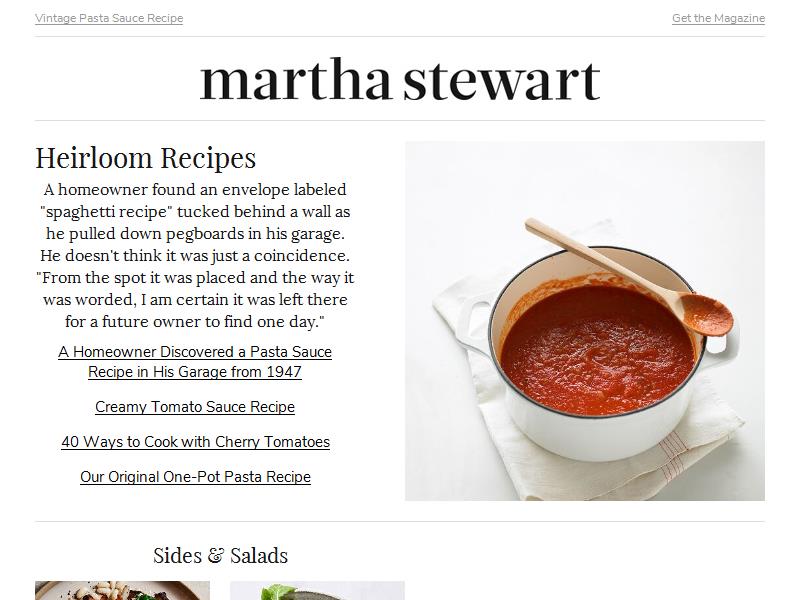 Vintage Pasta Sauce Recipe
Get the Magazine
martha stewart
Heirloom Recipes
A homeowner found an envelope labeled
"spaghetti recipe" tucked behind a wall as
he pulled down pegboards in his garage.
He doesn't think it was just a coincidence.
"From the spot it was placed and the way it
was worded, I am certain it was left there
for a future owner to find one day."
A Homeowner Discovered a Pasta Sauce
Recipe in His Garage from 1947
Creamy Tomato Sauce Recipe
40 Ways to Cook with Cherry Tomatoes
Our Original One-Pot Pasta Recipe
Sides & Salads